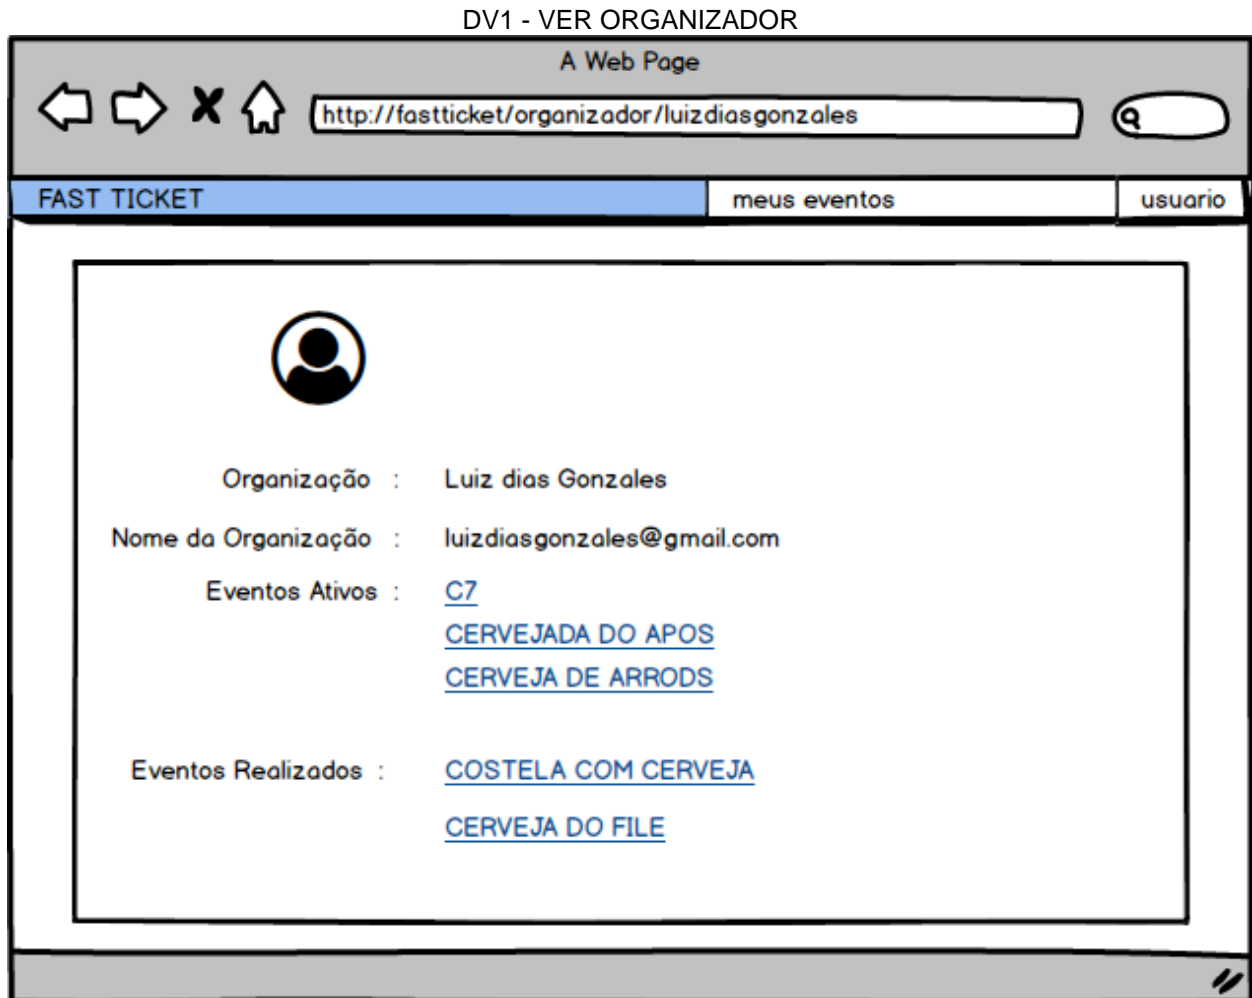 DV1 - VER ORGANIZADOR
A Web Page
http://fastticket/organizador/luizdiasgonzales
FAST TICKET meus eventos usuario
Organização : Luiz dias Gonzales
Nome da Organização : luizdiasgonzales@gmail.com
Eventos Ativos : C7
CERVEJADA DO APOS
CERVEJA DE ARRODS
Eventos Realizados : COSTELA COM CERVEJA
CERVEJA DO FILE